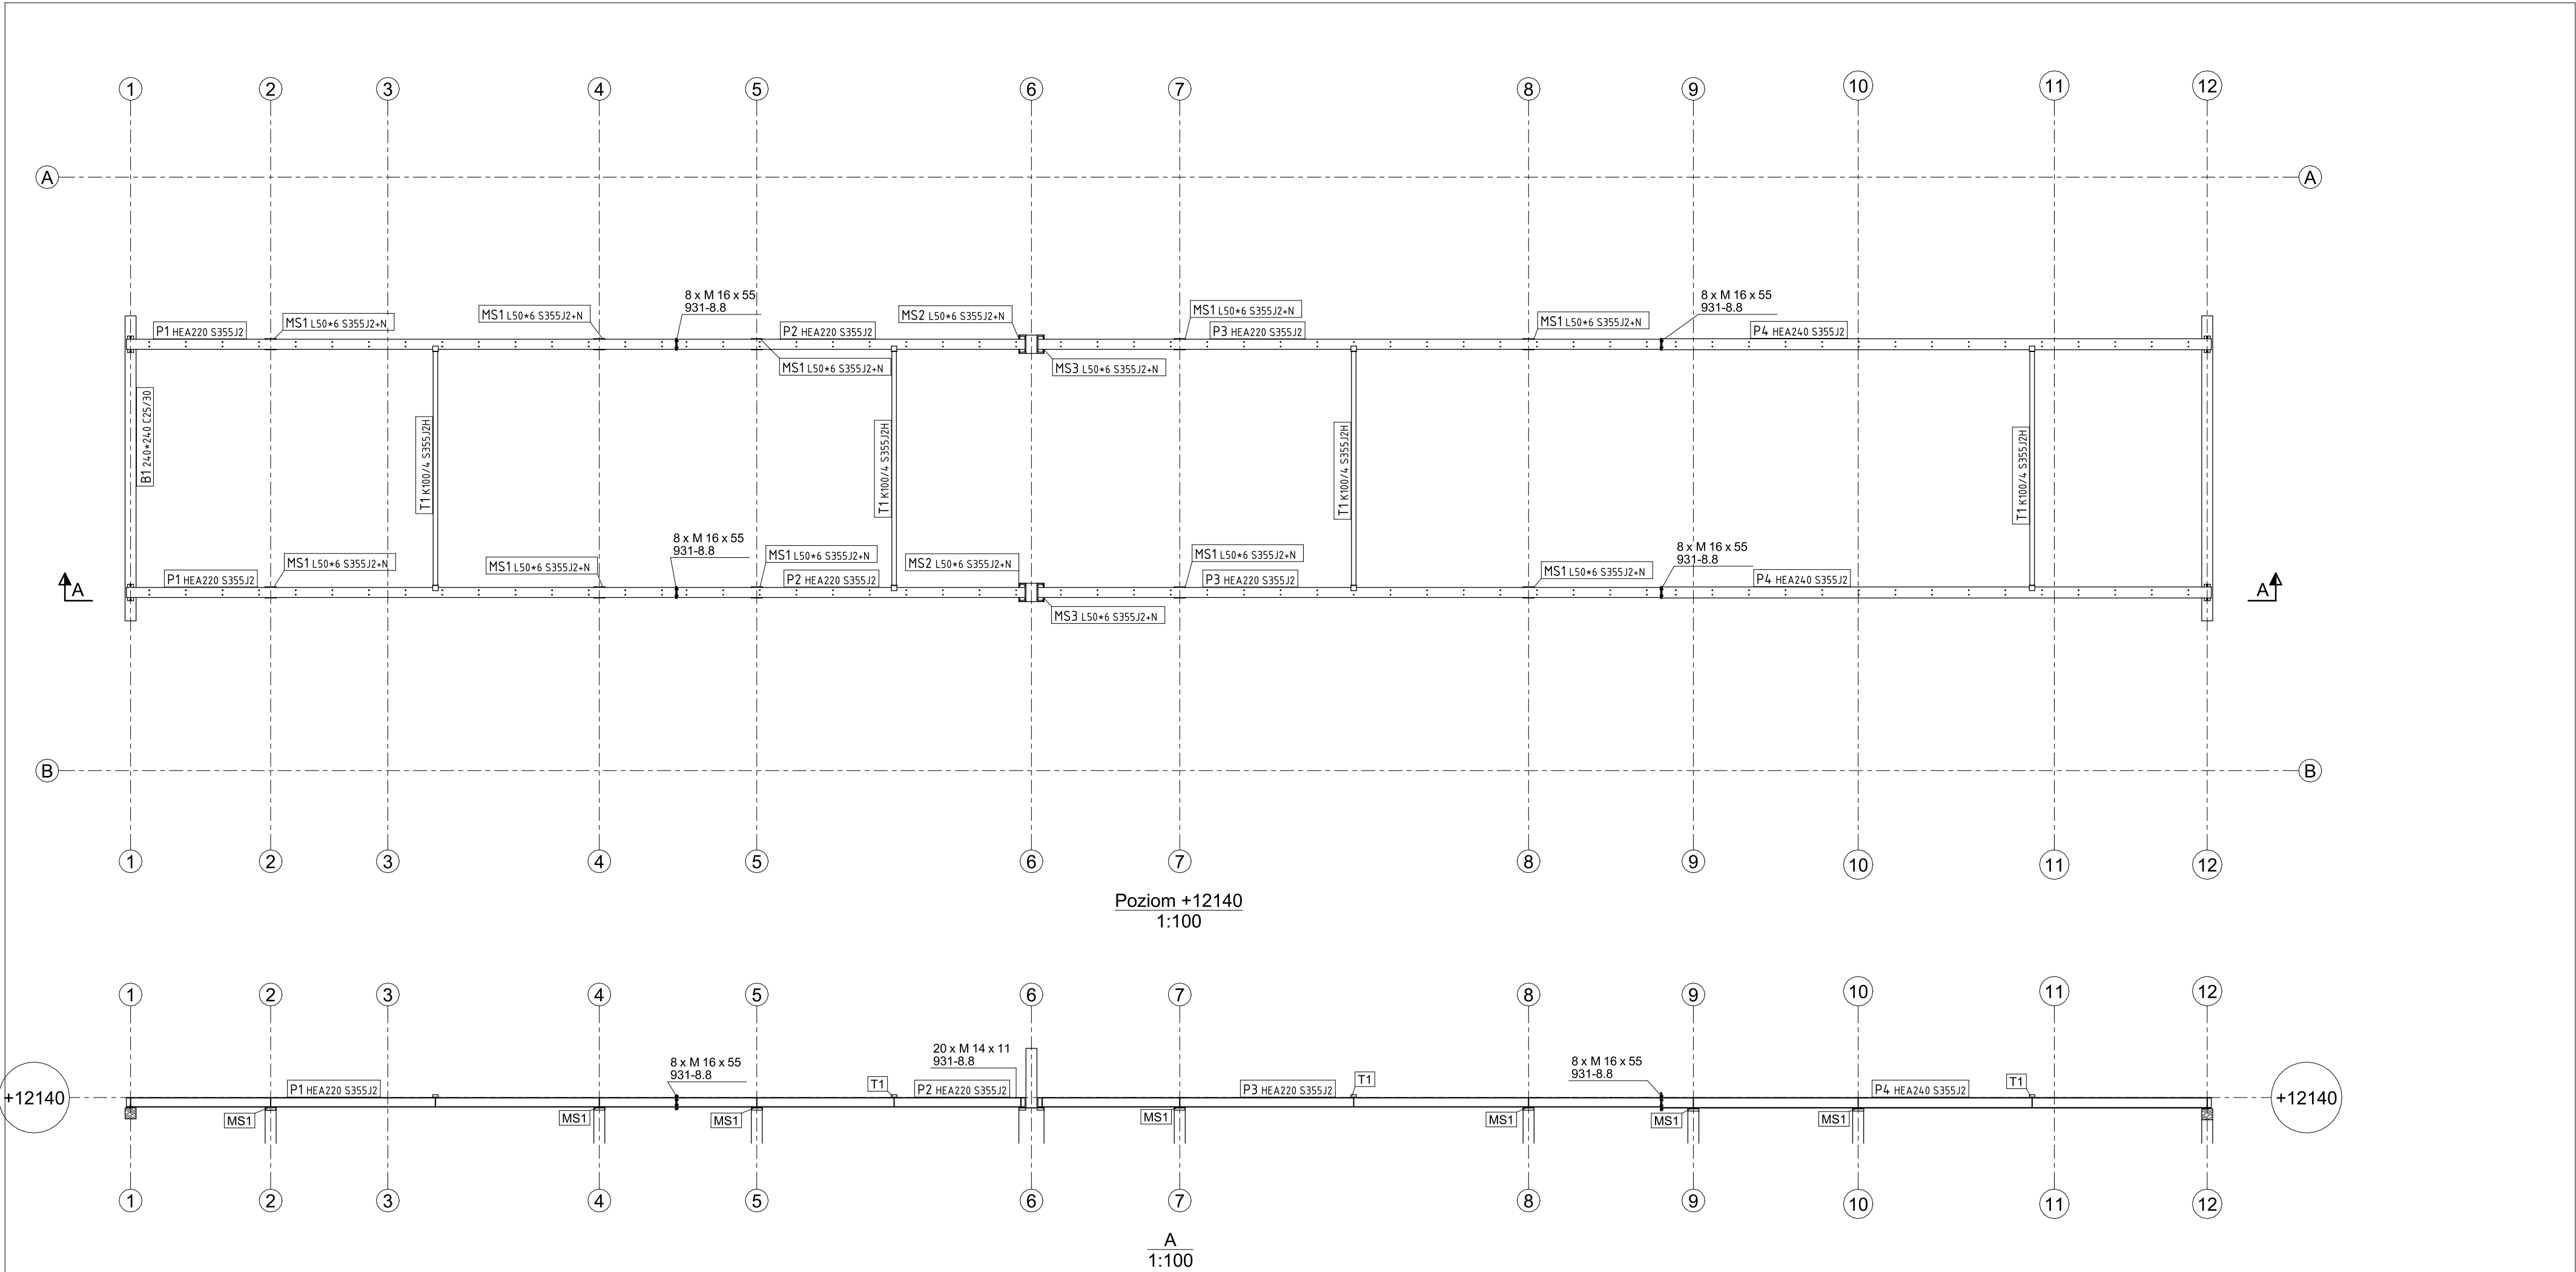 1 2 3 4 5 6 7 8 9 10 11 12
A A
8 x M 16 x 55
931-8.8
8 x M 16 x 55
931-8.8
P1 HEA220 S355J2
MS1 L50*6 S355J2+N
MS1 L50*6 S355J2+N
P2 HEA220 S355J2
MS2 L50*6 S355J2+N
MS1 L50*6 S355J2+N
P3 HEA220 S355J2
MS1 L50*6 S355J2+N
P4 HEA240 S355J2
MS1 L50*6 S355J2+N
MS3 L50*6 S355J2+N
B1 240*240 C25/30
T1 K100/4 S355J2H
T1 K100/4 S355J2H
T1 K100/4 S355J2H
T1 K100/4 S355J2H
8 x M 16 x 55
931-8.8
8 x M 16 x 55
931-8.8
P1 HEA220 S355J2
MS1 L50*6 S355J2+N
MS1 L50*6 S355J2+N
MS1 L50*6 S355J2+N
P2 HEA220 S355J2
MS2 L50*6 S355J2+N
MS1 L50*6 S355J2+N
P3 HEA220 S355J2
MS1 L50*6 S355J2+N
P4 HEA240 S355J2
A A
MS3 L50*6 S355J2+N
B B
1 2 3 4 5 6 7 8 9 10 11 12
Poziom +12140
1:100
1 2 3 4 5 6 7 8 9 10 11 12
8 x M 16 x 55
931-8.8
20 x M 14 x 11
931-8.8
8 x M 16 x 55
931-8.8
+12140
P1 HEA220 S355J2
T1
P2 HEA220 S355J2
P3 HEA220 S355J2
T1
P4 HEA240 S355J2
T1
+12140
MS1
MS1
MS1
MS1
MS1
MS1
MS1
1 2 3 4 5 6 7 8 9 10 11 12
A
1:100